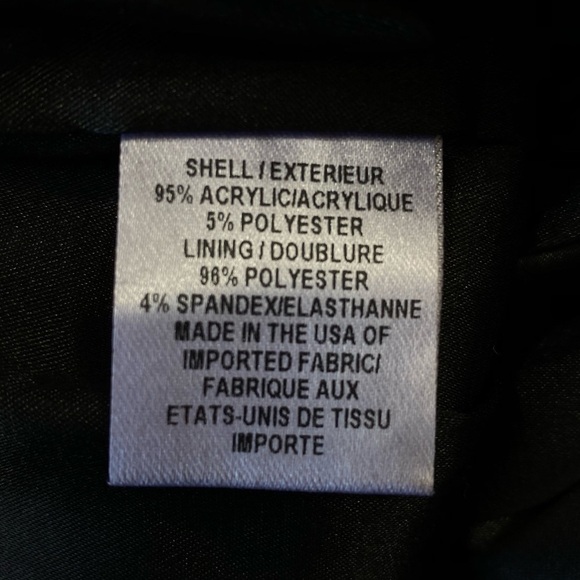 SHELL / EXTERIEUR
95% ACRYLIC/ACRYLIQUE
5% POLYESTER
LINING / DOUBLURE
96% POLYESTER
4% SPANDEX/ELASTHANNE
MADE IN THE USA OF
IMPORTED FABRIC/
FABRIQUE AUX
ETATS-UNIS DE TISSU
IMPORTE